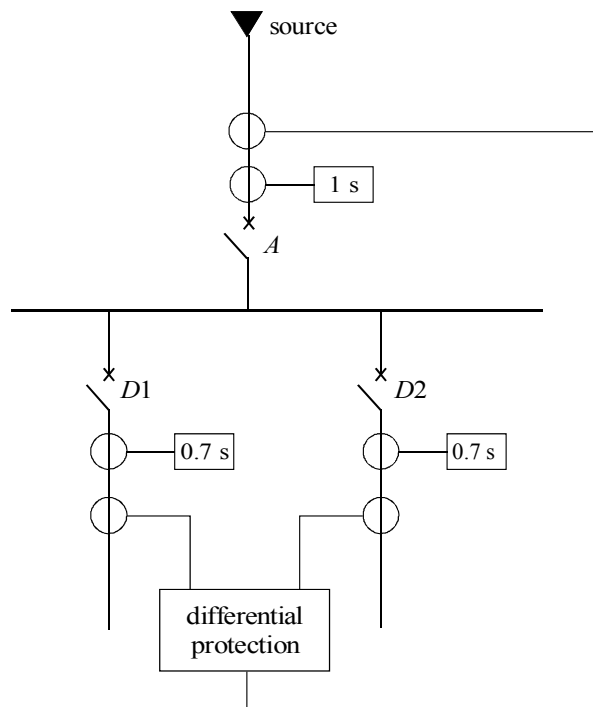 source
1 s
A
D1
D2
0.7 s
0.7 s
differential
protection